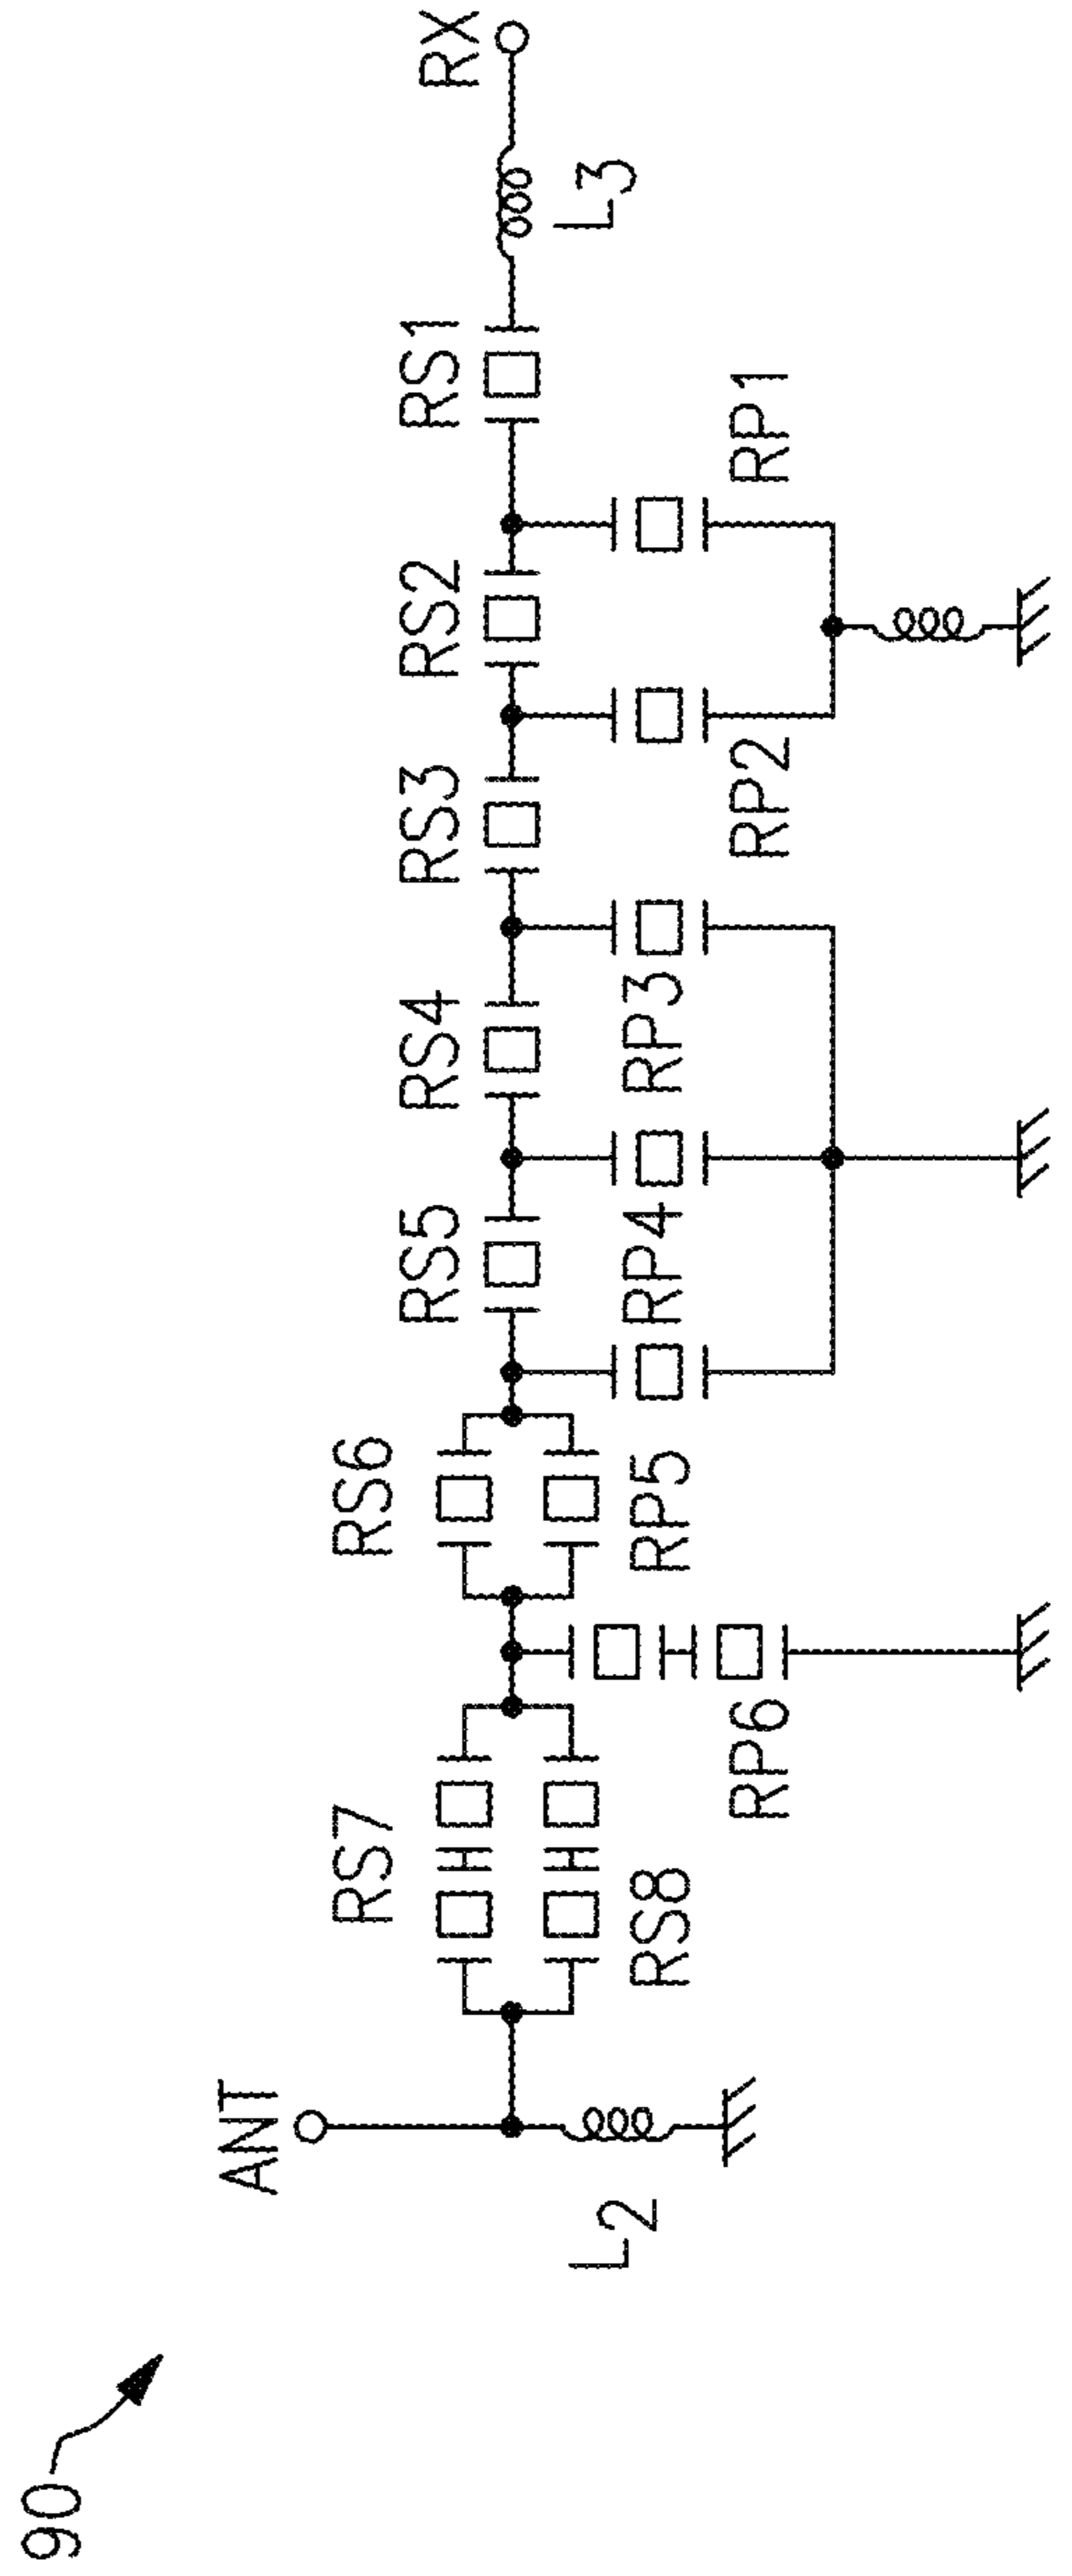 90
ANT
L2
RS7
RS8
RP6
RS6
RP5
RS5
RP4
RS4
RP3
RS3
RP2
RS2
RP1
RS1
L3
RX